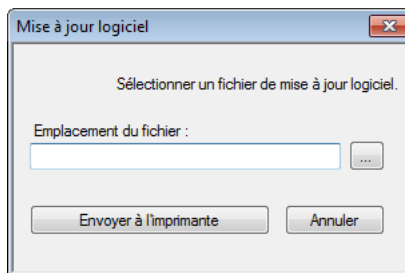 Mise à jour logiciel
Sélectionner un fichier de mise à jour logiciel.
Emplacement du fichier :
...
Envoyer à l'imprimante
Annuler